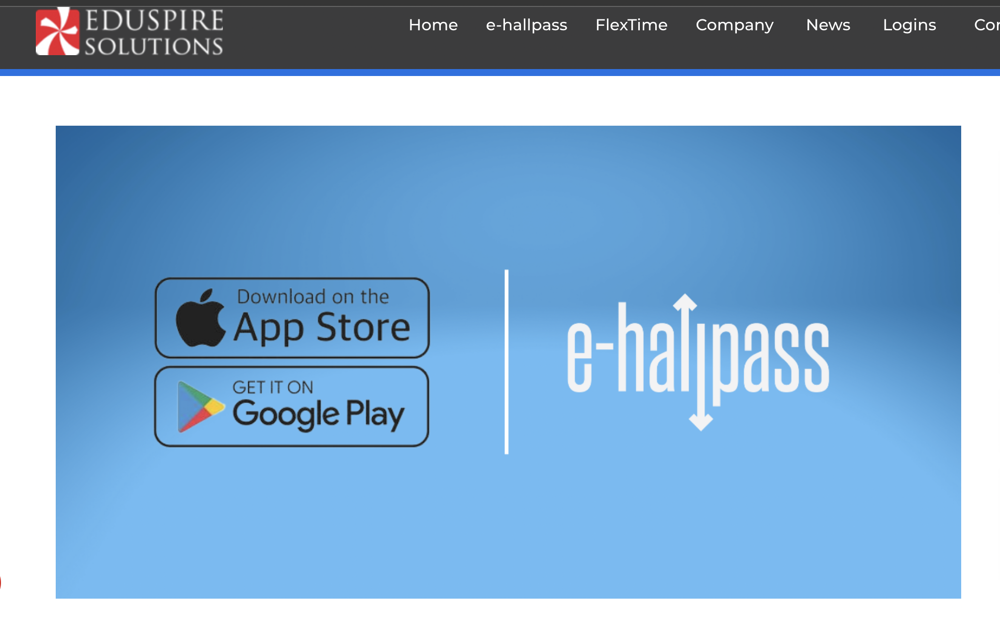 EDUSPIRE
SOLUTIONS
Home e-hallpass FlexTime Company News Logins
Download on the
App Store
GET IT ON
Google Play
e-hallpass